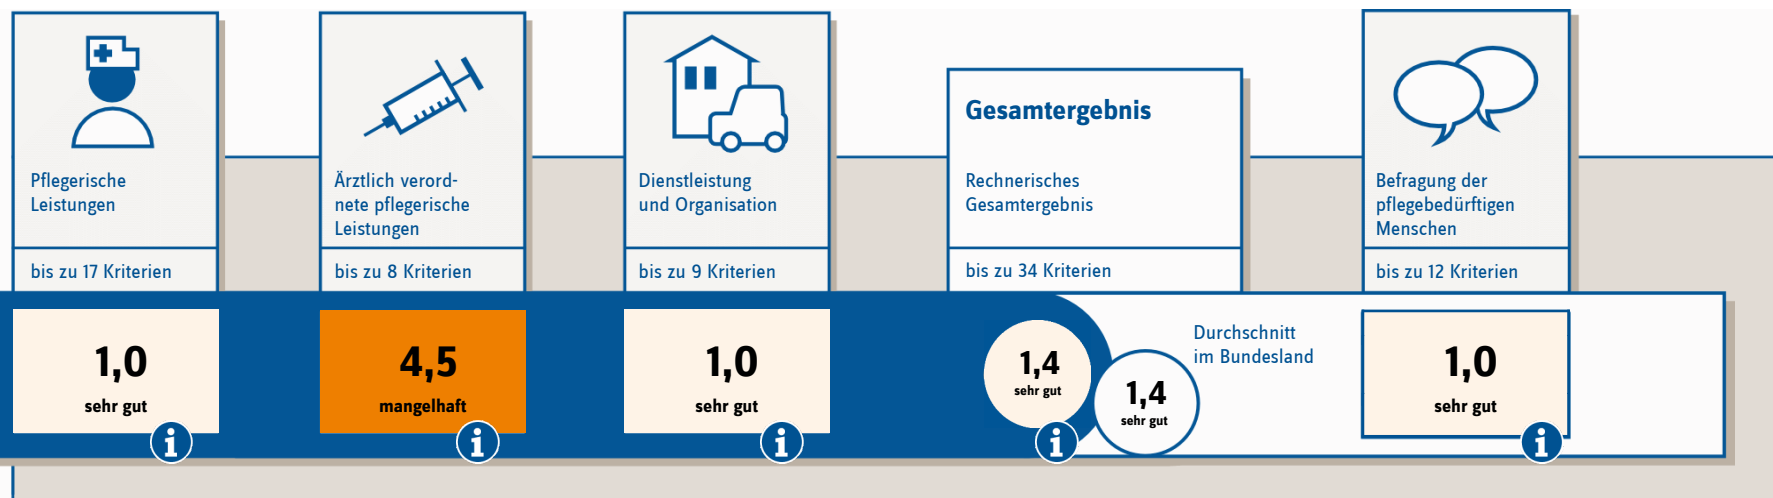 Pflegerische
Leistungen
bis zu 17 Kriterien
1,0
sehr gut
i
Ärztlich verord-
nete pflegerische
Leistungen
bis zu 8 Kriterien
4,5
mangelhaft
i
Dienstleistung
und Organisation
bis zu 9 Kriterien
1,0
sehr gut
i
Gesamtergebnis
Rechnerisches
Gesamtergebnis
bis zu 34 Kriterien
1,4
sehr gut
i
1,4
sehr gut
Durchschnitt
im Bundesland
Befragung der
pflegebedürftigen
Menschen
bis zu 12 Kriterien
1,0
sehr gut
i